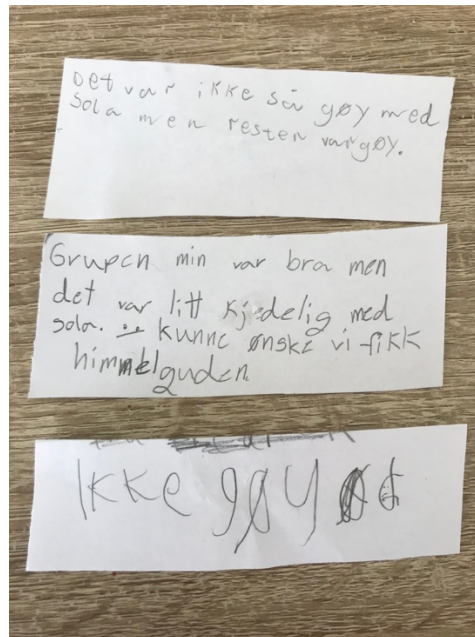 Det var ikke så gøy med
sola men resten var gøy.
Grupen min var bra men
det var litt kjedelig med
sola. kunne ønske vi fikk
himmelguden
Ikke gøy